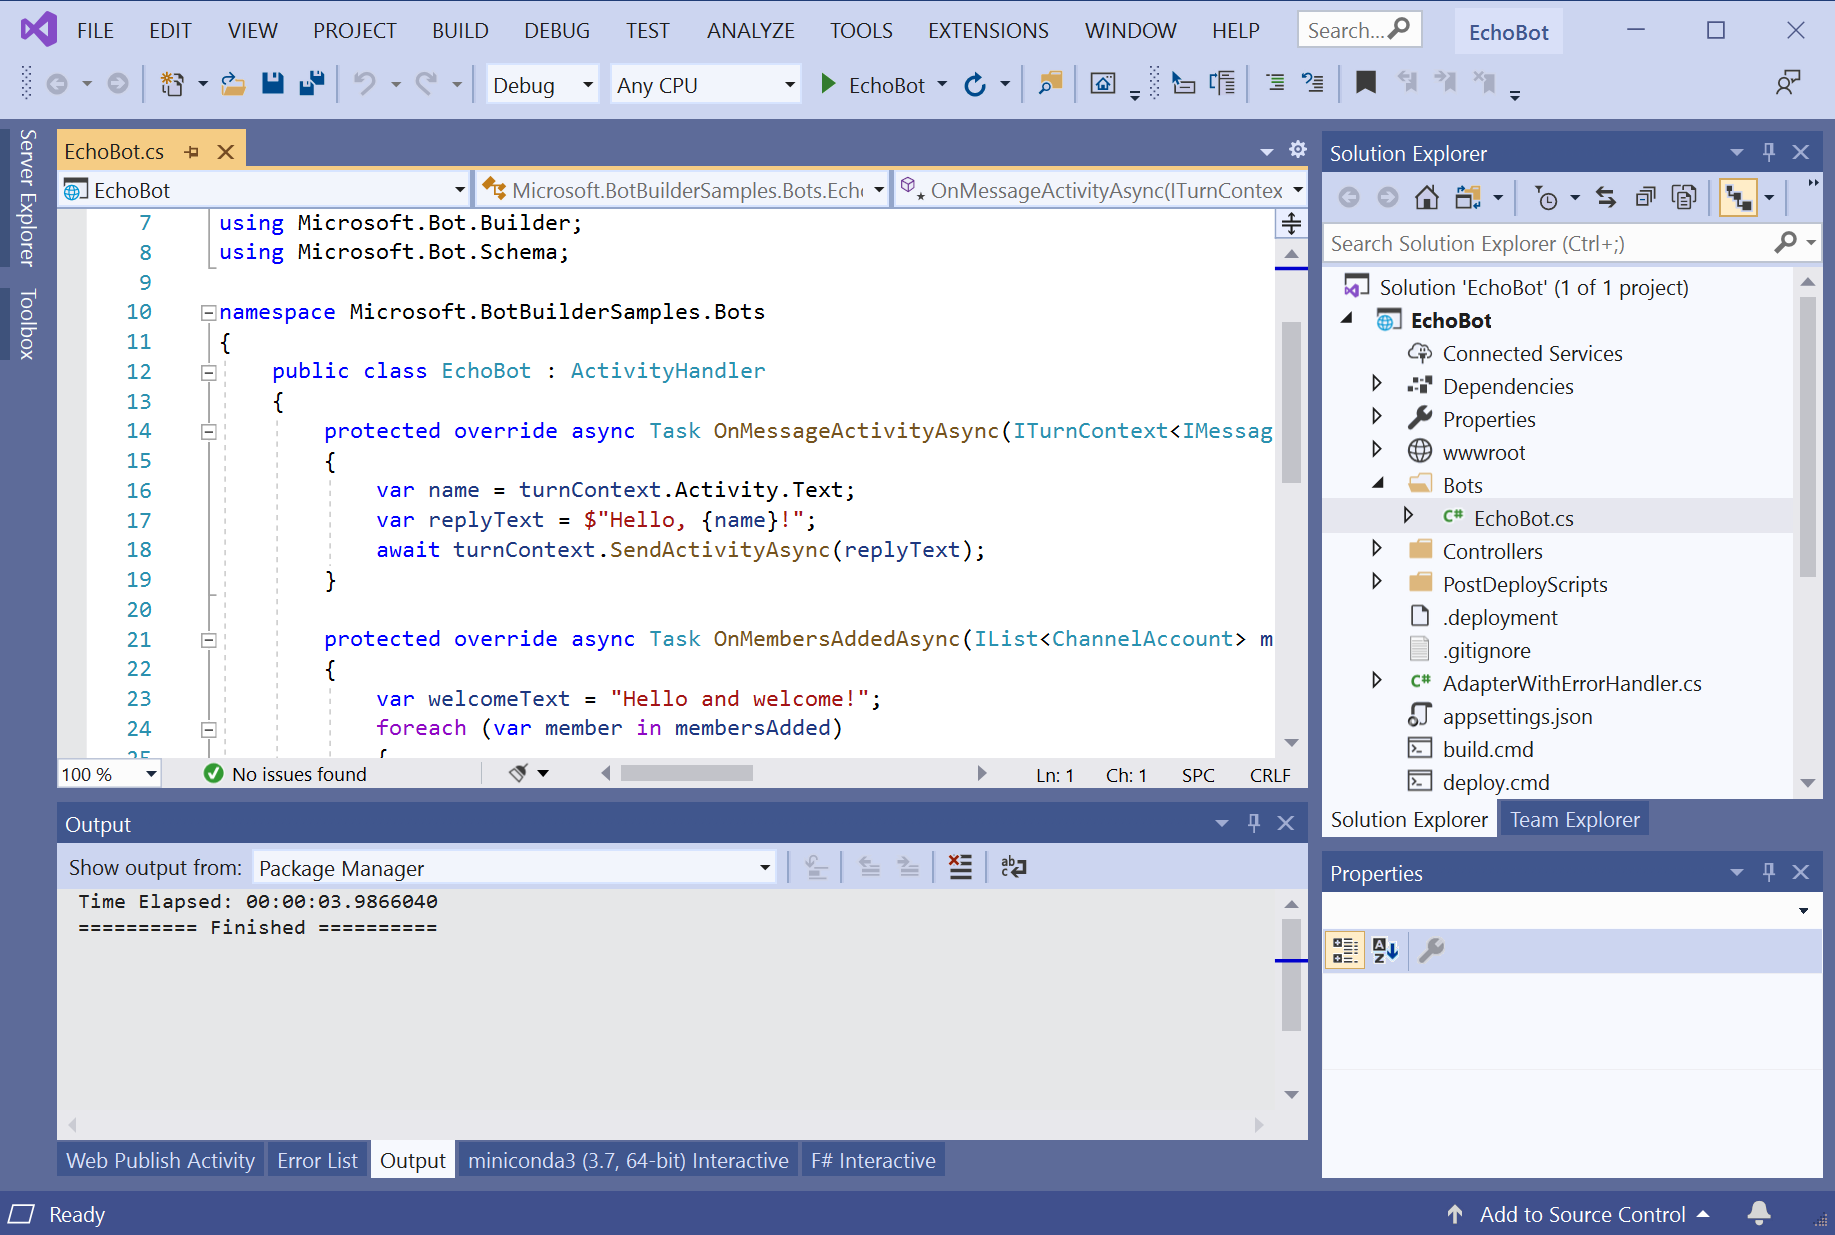 FILE EDIT VIEW PROJECT BUILD DEBUG TEST ANALYZE TOOLS EXTENSIONS WINDOW HELP Search... EchoBot
Debug Any CPU EchoBot
Server Explorer
Toolbox
EchoBot.cs
EchoBot Microsoft.BotBuilderSamples.Bots.Ech OnMessageActivityAsync(ITurnContex
7 using Microsoft.Bot.Builder;
8 using Microsoft.Bot.Schema;
9
10 namespace Microsoft.BotBuilderSamples.Bots
11 {
12 public class EchoBot : ActivityHandler
13 {
14 protected override async Task OnMessageActivityAsync(ITurnContext<IMessag
15 {
16 var name = turnContext.Activity.Text;
17 var replyText = $"Hello, {name}!";
18 await turnContext.SendActivityAsync(replyText);
19 }
20
21 protected override async Task OnMembersAddedAsync(IList<ChannelAccount> m
22 {
23 var welcomeText = "Hello and welcome!";
24 foreach (var member in membersAdded)
25 {
100 % No issues found Ln: 1 Ch: 1 SPC CRLF
Output
Show output from: Package Manager
Time Elapsed: 00:00:03.9866040
========== Finished ==========
Web Publish Activity Error List Output miniconda3 (3.7, 64-bit) Interactive F# Interactive
Solution Explorer
Search Solution Explorer (Ctrl+;)
Solution 'EchoBot' (1 of 1 project)
EchoBot
Connected Services
Dependencies
Properties
wwwroot
Bots
C# EchoBot.cs
Controllers
PostDeployScripts
.deployment
.gitignore
C# AdapterWithErrorHandler.cs
appsettings.json
build.cmd
deploy.cmd
Solution Explorer Team Explorer
Properties
Ready Add to Source Control